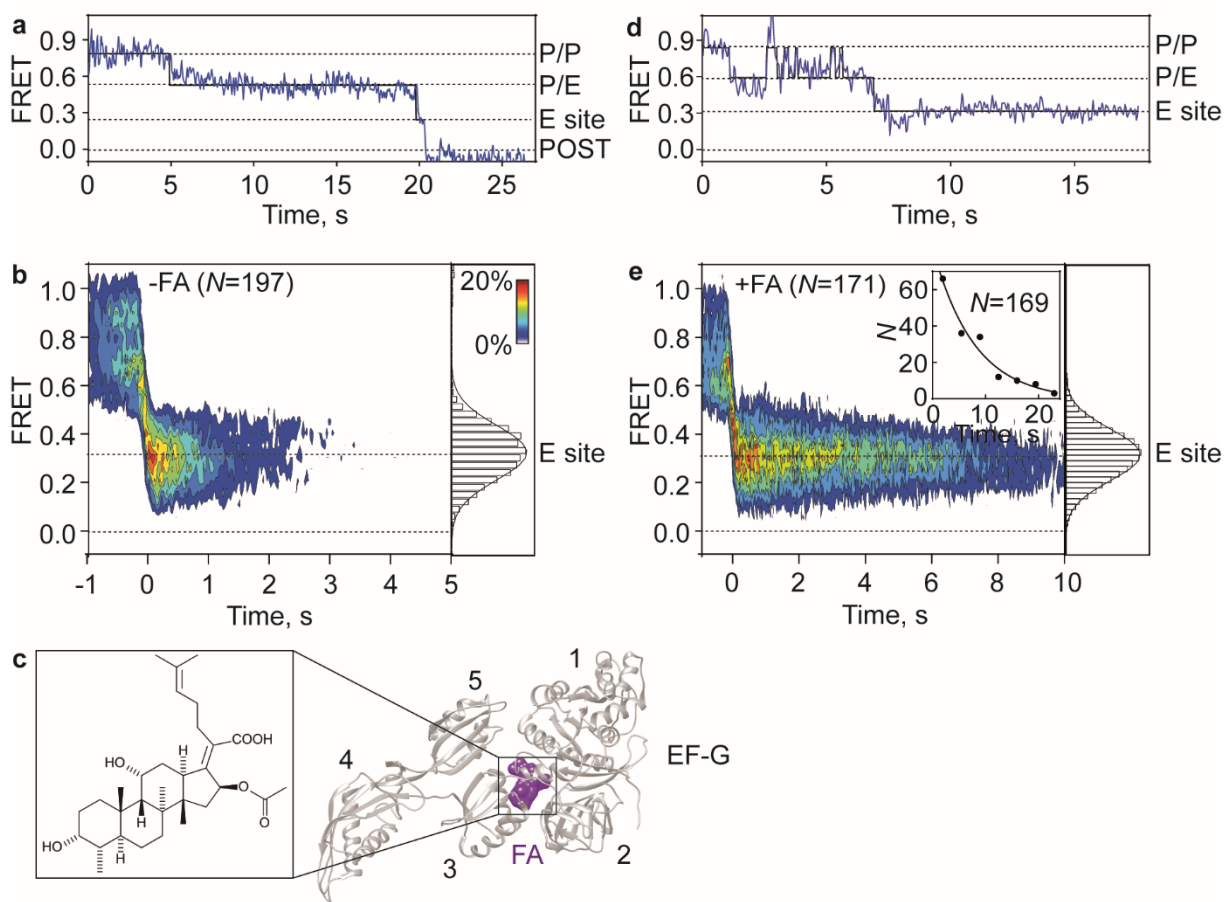 a
FRET
0.9
0.6
0.3
0.0
P/P
P/E
E site
POST
0 5 10 15 20 25
Time, s
d
FRET
0.9
0.6
0.3
0.0
P/P
P/E
E site
0 5 10 15
Time, s
b
-FA (N=197)
20%
0%
FRET
1.0
0.8
0.6
0.4
0.2
0.0
E site
-1 0 1 2 3 4 5
Time, s
e
+FA (N=171)
N=169
N
60
40
20
0
0 10 20
Time, s
FRET
1.0
0.8
0.6
0.4
0.2
0.0
E site
0 2 4 6 8 10
Time, s
c
COOH
H
HO
O
O
H
H
HO
H
1
5
4
EF-G
3
FA
2